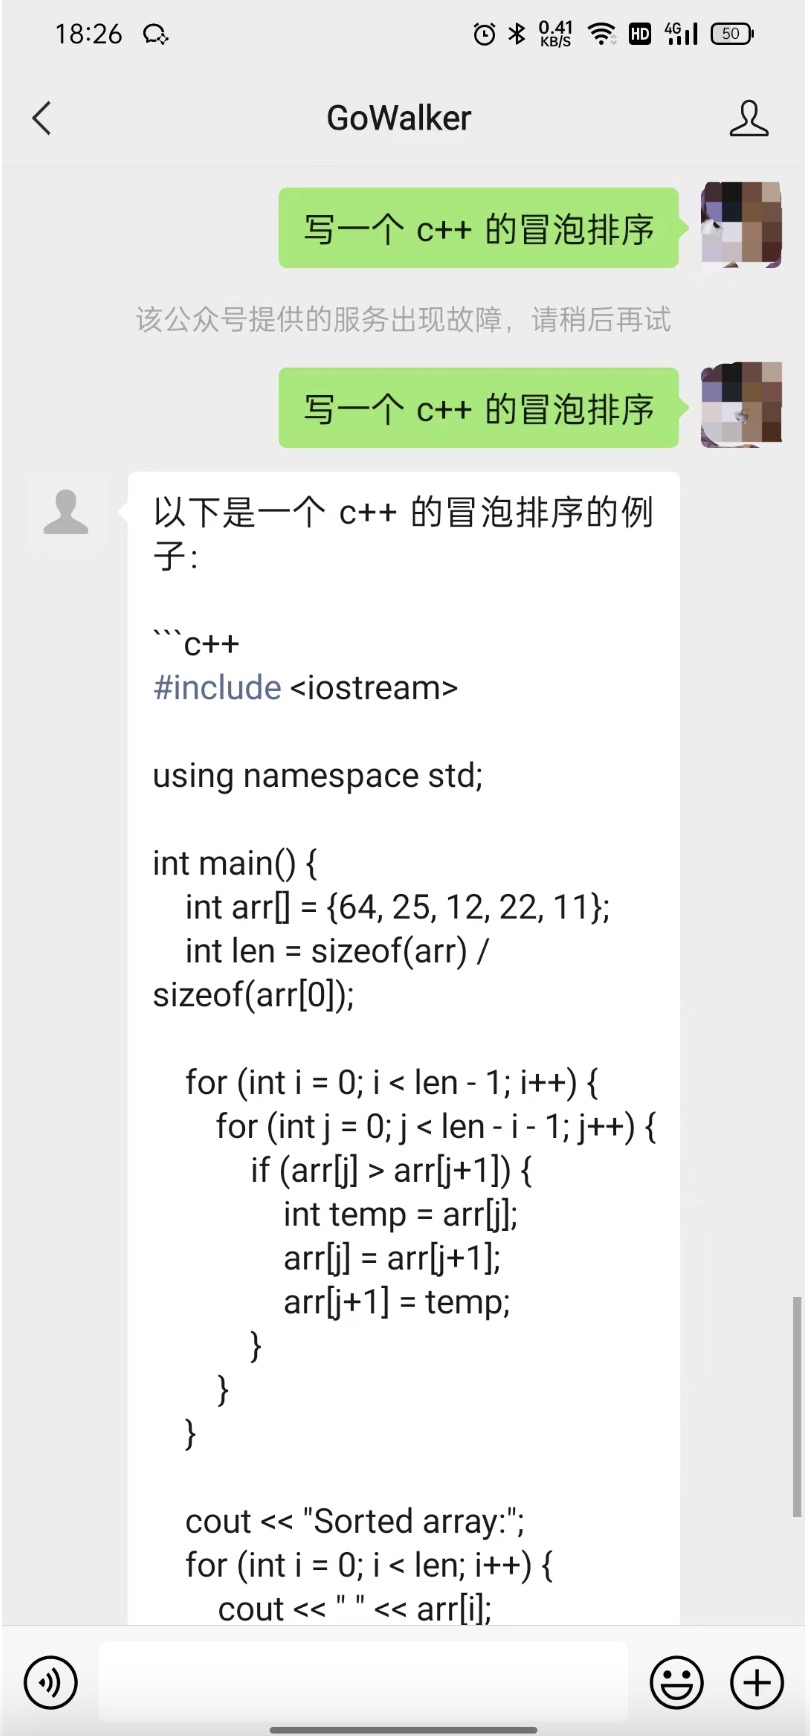 18:26
0.41
KB/S
HD
4G
50
GoWalker
写一个 c++ 的冒泡排序
该公众号提供的服务出现故障，请稍后再试
写一个 c++ 的冒泡排序
以下是一个 c++ 的冒泡排序的例
子：
```c++
#include <iostream>
using namespace std;
int main() {
int arr[] = {64, 25, 12, 22, 11};
int len = sizeof(arr) /
sizeof(arr[0]);
for (int i = 0; i < len - 1; i++) {
for (int j = 0; j < len - i - 1; j++) {
if (arr[j] > arr[j+1]) {
int temp = arr[j];
arr[j] = arr[j+1];
arr[j+1] = temp;
}
}
}
cout << "Sorted array:";
for (int i = 0; i < len; i++) {
cout << " " << arr[i];